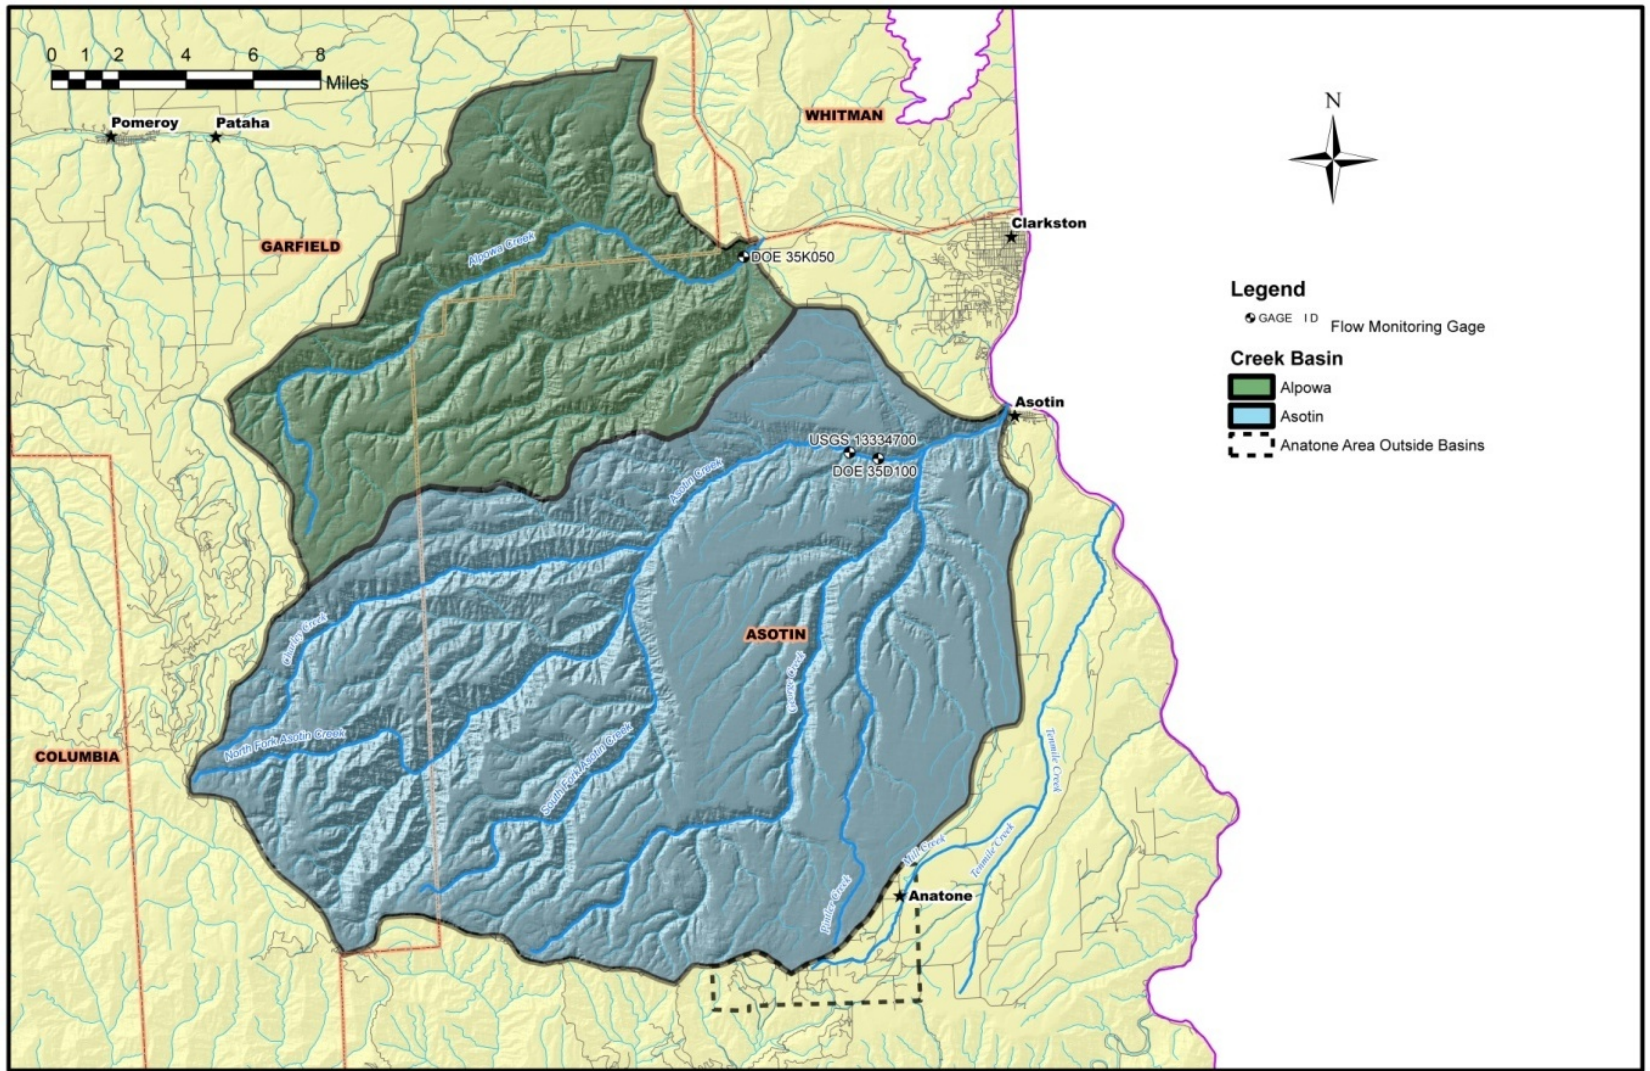 0 1 2 4 6 8
Miles
Pomeroy
Pataha
WHITMAN
N
GARFIELD
Clarkston
Alpowa Creek
DOE 35K050
Legend
GAGE ID Flow Monitoring Gage
Creek Basin
Alpowa
Asotin
Anatone Area Outside Basins
Asotin
USGS 13334700
DOE 35D100
Asotin Creek
Charley Creek
ASOTIN
George Creek
North Fork Asotin Creek
South Fork Asotin Creek
COLUMBIA
Tenmile Creek
Mill Creek
Tenmile Creek
Pintler Creek
Anatone